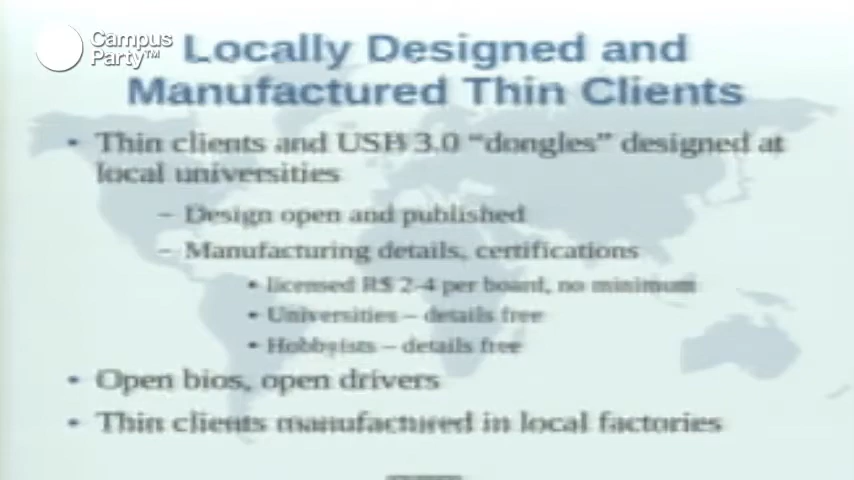 Campus
Party™
Locally Designed and
Manufactured Thin Clients
• Thin clients and USB 3.0 “dongles” designed at
local universities
– Design open and published
– Manufacturing details, certifications
• licensed R$ 2-4 per board, no minimum
• Universities – details free
• Hobbyists – details free
• Open bios, open drivers
• Thin clients manufactured in local factories